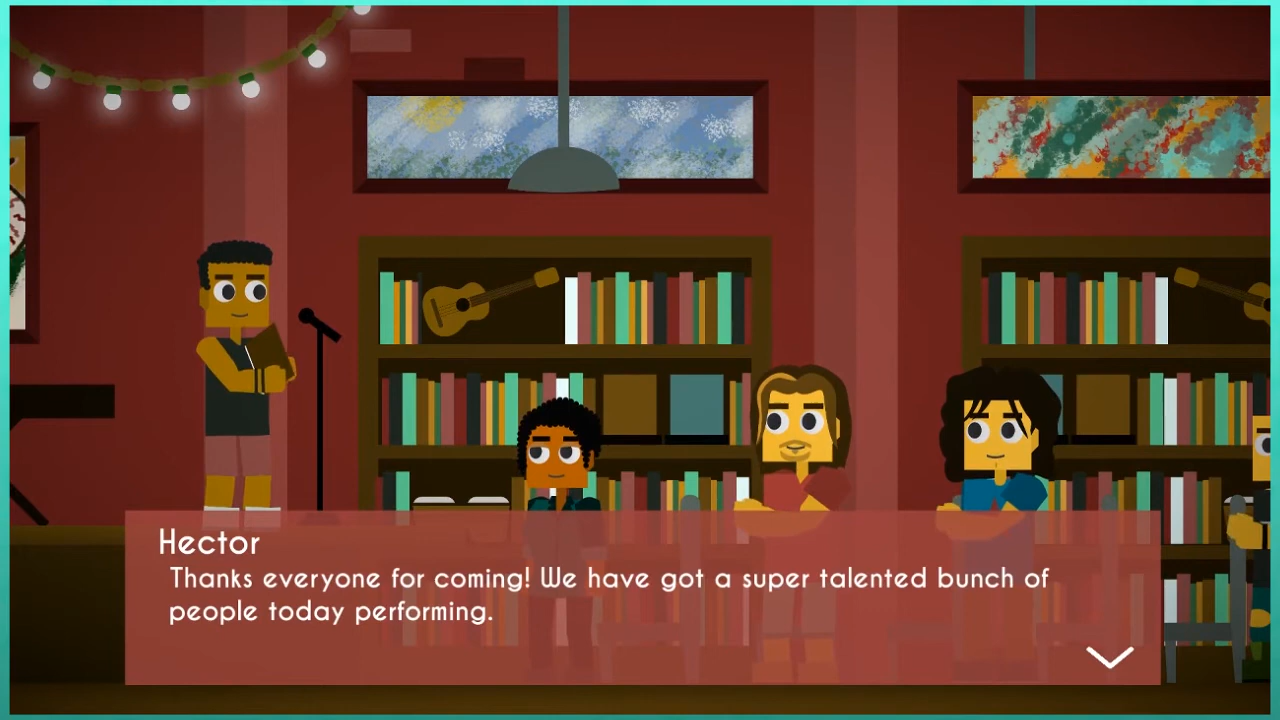 Hector
Thanks everyone for coming! We have got a super talented bunch of
people today performing.